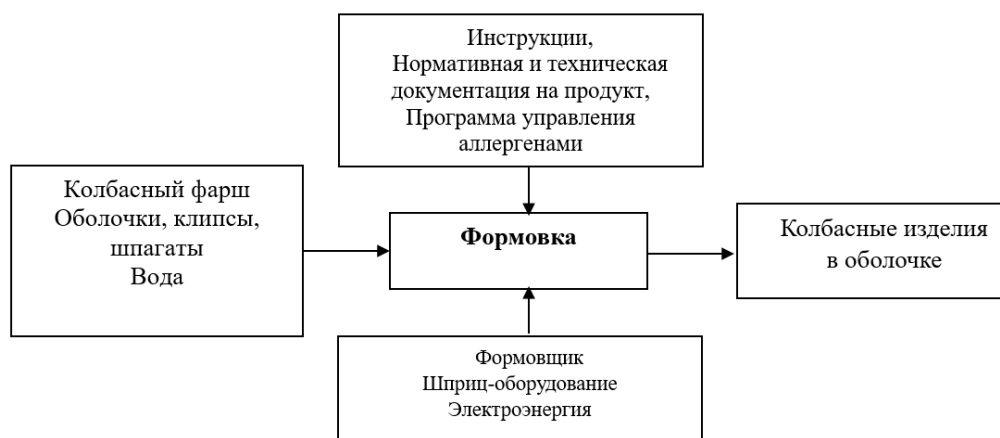 Инструкции,
Нормативная и техническая
документация на продукт,
Программа управления
аллергенами
Колбасный фарш
Оболочки, клипсы,
шпагаты
Вода
Формовка
Колбасные изделия
в оболочке
Формовщик
Шприц-оборудование
Электроэнергия